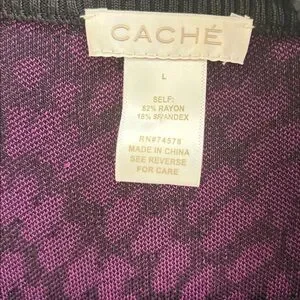 CACHÉ
L
SELF:
82% RAYON
18% SPANDEX
RN#74578
MADE IN CHINA
SEE REVERSE
FOR CARE